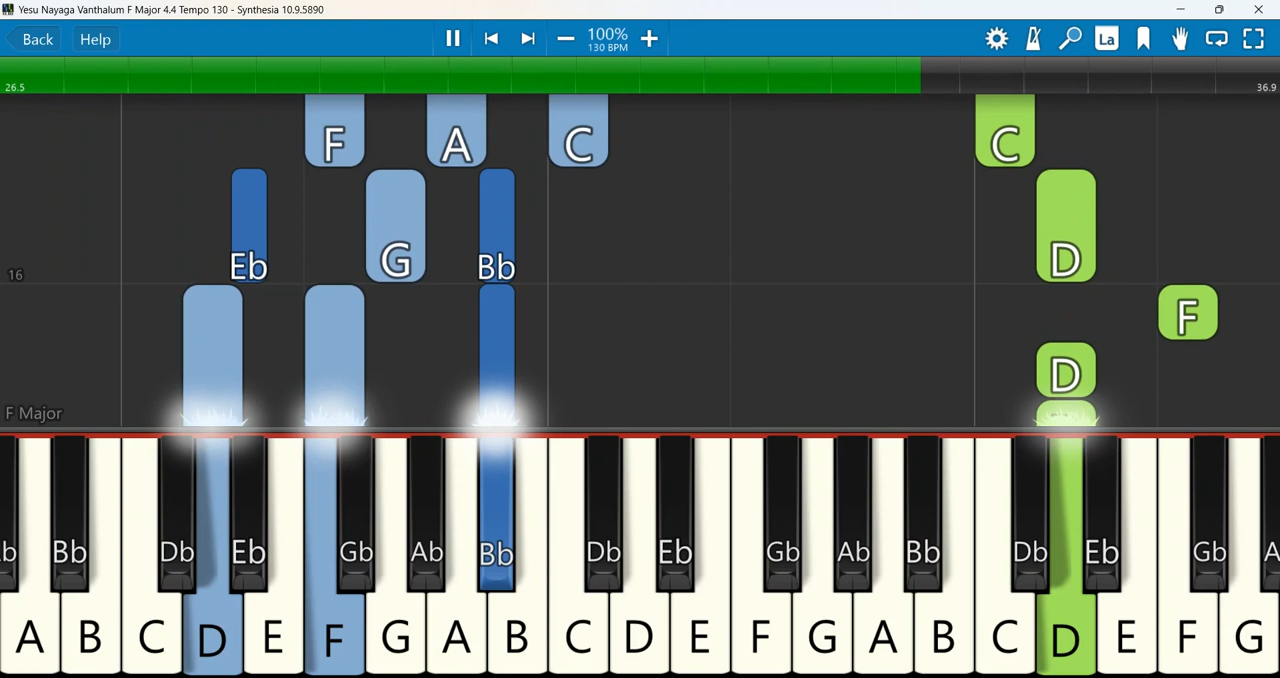 Yesu Nayaga Vanthalum F Major 4.4 Tempo 130 - Synthesia 10.9.5890
Back Help 100% La
130 BPM
26.5 36.9
F A C C
Eb G Bb D
16
F
D
F Major
b Bb Db Eb Gb Ab Bb Db Eb Gb Ab Bb Db Eb Gb A
A B C D E F G A B C D E F G A B C D E F G